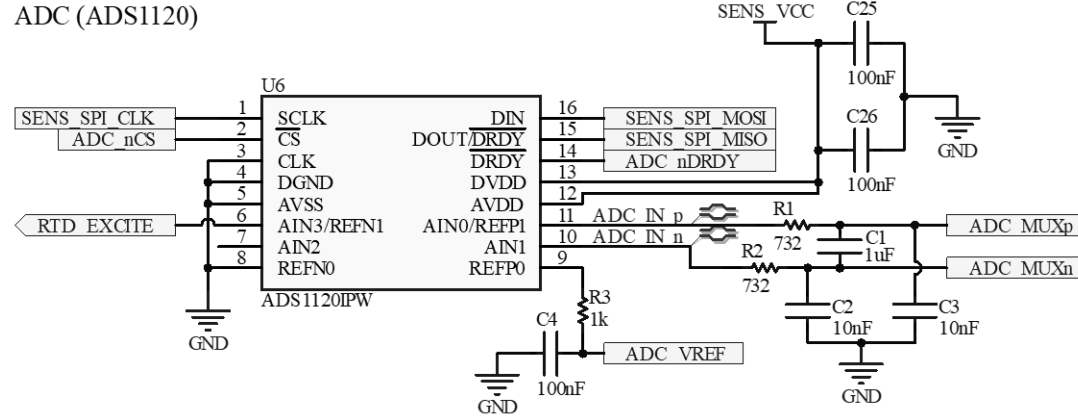 ADC (ADS1120)
SENS_VCC
C25
100nF
C26
100nF
GND
U6
SENS_SPI_CLK 1 SCLK DIN 16 SENS_SPI_MOSI
ADC_nCS 2 CS DOUT/DRDY 15 SENS_SPI_MISO
3 CLK DRDY 14 ADC_nDRDY
4 DGND DVDD 13
5 AVSS AVDD 12
RTD_EXCITE 6 AIN3/REFN1 AIN0/REFP1 11 ADC_IN_p R1 ADC_MUXp
732
7 AIN2 AIN1 10 ADC_IN_n R2 C1
1uF
8 REFN0 REFP0 9 732 ADC_MUXn
ADS1120IPW
GND
R3
1k
C2
10nF
C3
10nF
C4
100nF
ADC_VREF
GND
GND